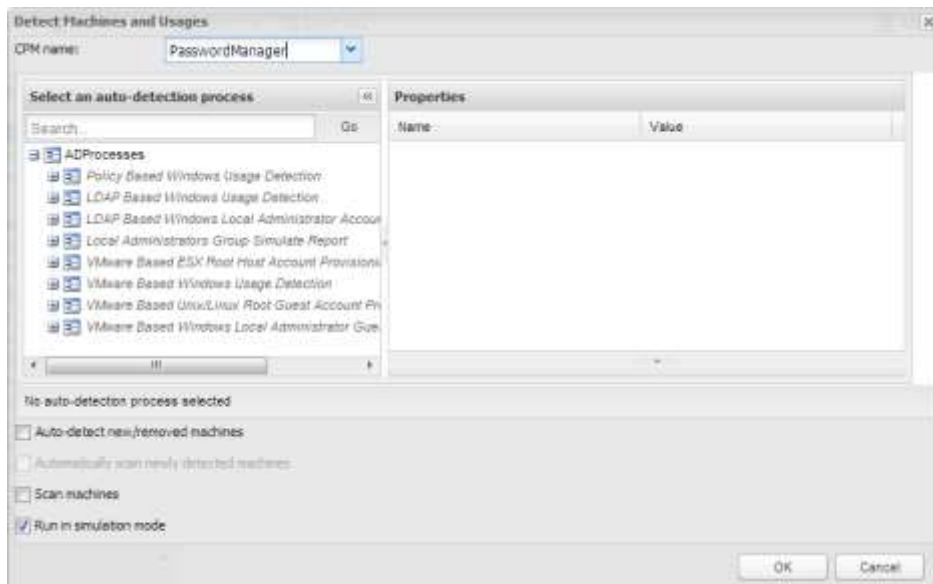 Detect Machines and Usages
CPM name:
PasswordManager
Select an auto-detection process
Search...
Go
ADProcesses
Policy Based Windows Usage Detection
LDAP Based Windows Usage Detection
LDAP Based Windows Local Administrator Accou
Local Administrators Group Simulate Report
VMware Based ESX Root Host Account Provisioni
VMware Based Windows Usage Detection
VMware Based Unix/Linux Root Guest Account Pr
VMware Based Windows Local Administrator Gue
Properties
Name
Value
No auto-detection process selected
Auto-detect new/removed machines
Automatically scan newly detected machines
Scan machines
Run in simulation mode
OK
Cancel